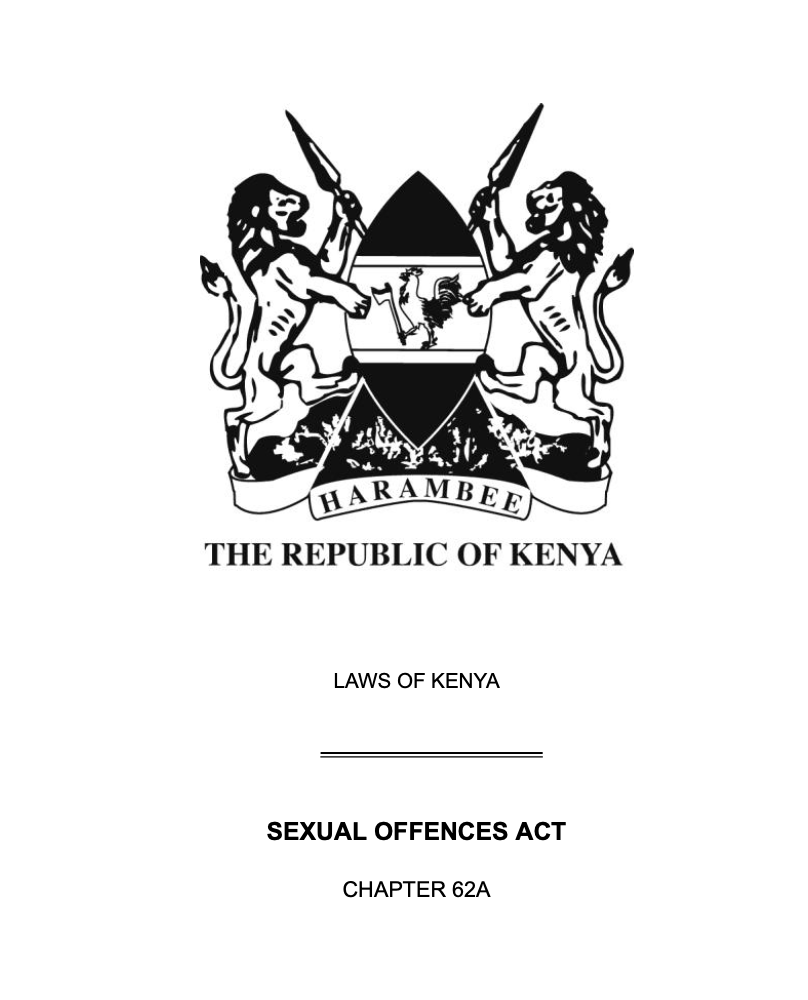 HARAMBEE
THE REPUBLIC OF KENYA
LAWS OF KENYA
SEXUAL OFFENCES ACT
CHAPTER 62A